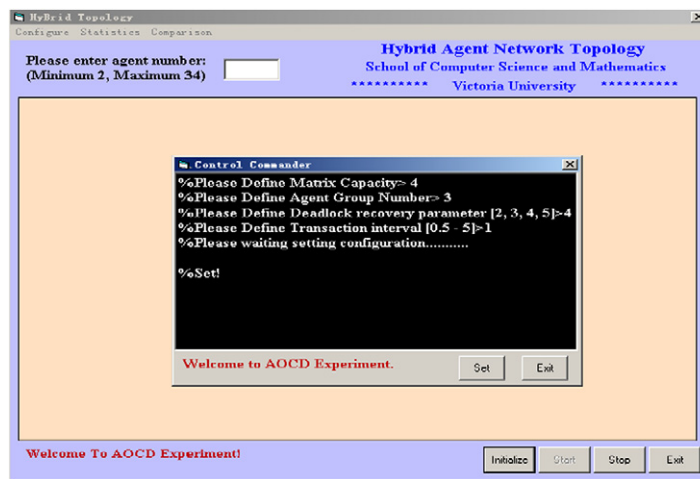 HyBrid Topology
Configure Statistics Comparison
Please enter agent number:
(Minimum 2, Maximum 34)
Hybrid Agent Network Topology
School of Computer Science and Mathematics
********** Victoria University **********
Control Commander
%Please Define Matrix Capacity> 4
%Please Define Agent Group Number> 3
%Please Define Deadlock recovery parameter [2, 3, 4, 5]>4
%Please Define Transaction interval [0.5 - 5]>1
%Please waiting setting configuration...........
%Set!
Welcome to AOCD Experiment.
Set
Exit
Welcome To AOCD Experiment!
Initialize
Start
Stop
Exit